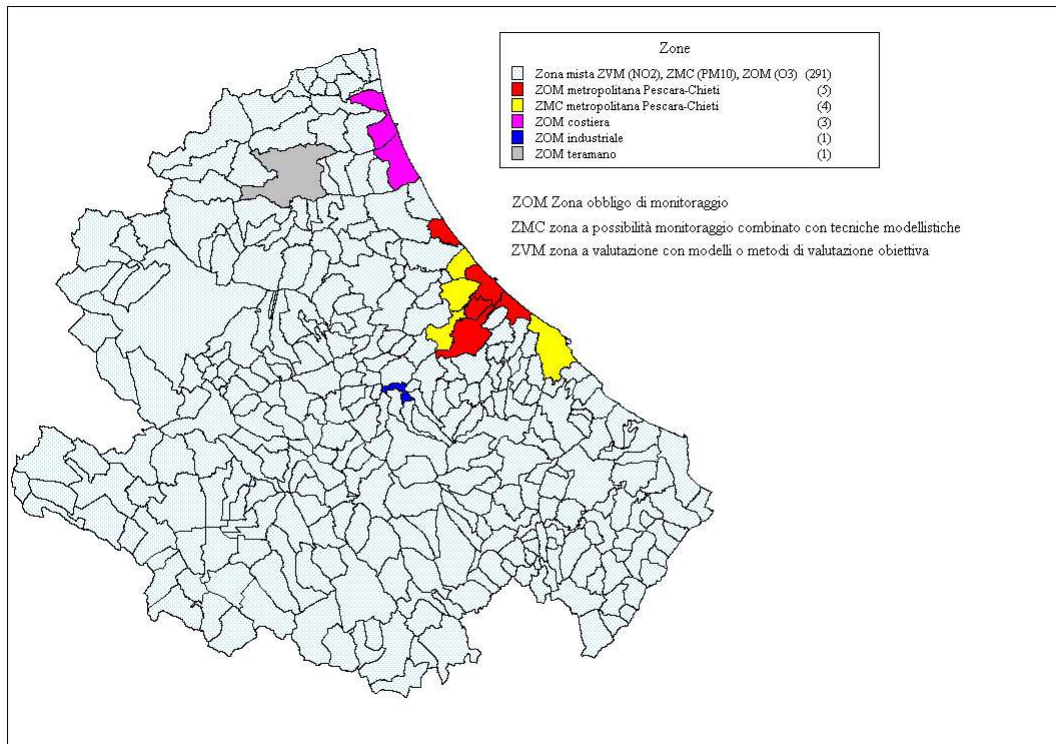 Zone
Zona mista ZVM (NO2), ZMC (PM10), ZOM (O3) (291)
ZOM metropolitana Pescara-Chieti (5)
ZMC metropolitana Pescara-Chieti (4)
ZOM costiera (3)
ZOM industriale (1)
ZOM teramano (1)
ZOM Zona obbligo di monitoraggio
ZMC zona a possibilità monitoraggio combinato con tecniche modellistiche
ZVM zona a valutazione con modelli o metodi di valutazione obiettiva